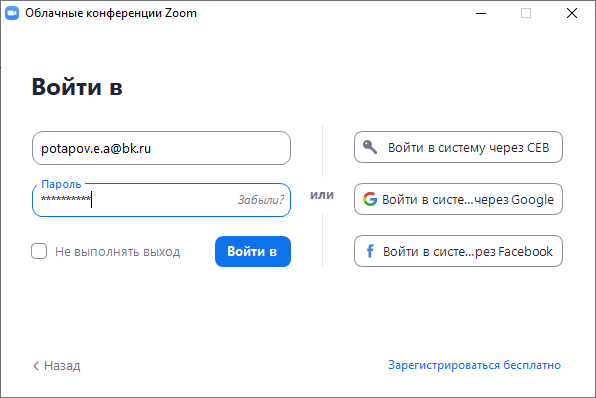 Облачные конференции Zoom
Войти в
potapov.e.a@bk.ru
Пароль
********** Забыли?
Не выполнять выход
Войти в
или
Войти в систему через СЕВ
Войти в систе...через Google
Войти в систе...рез Facebook
Назад
Зарегистрироваться бесплатно